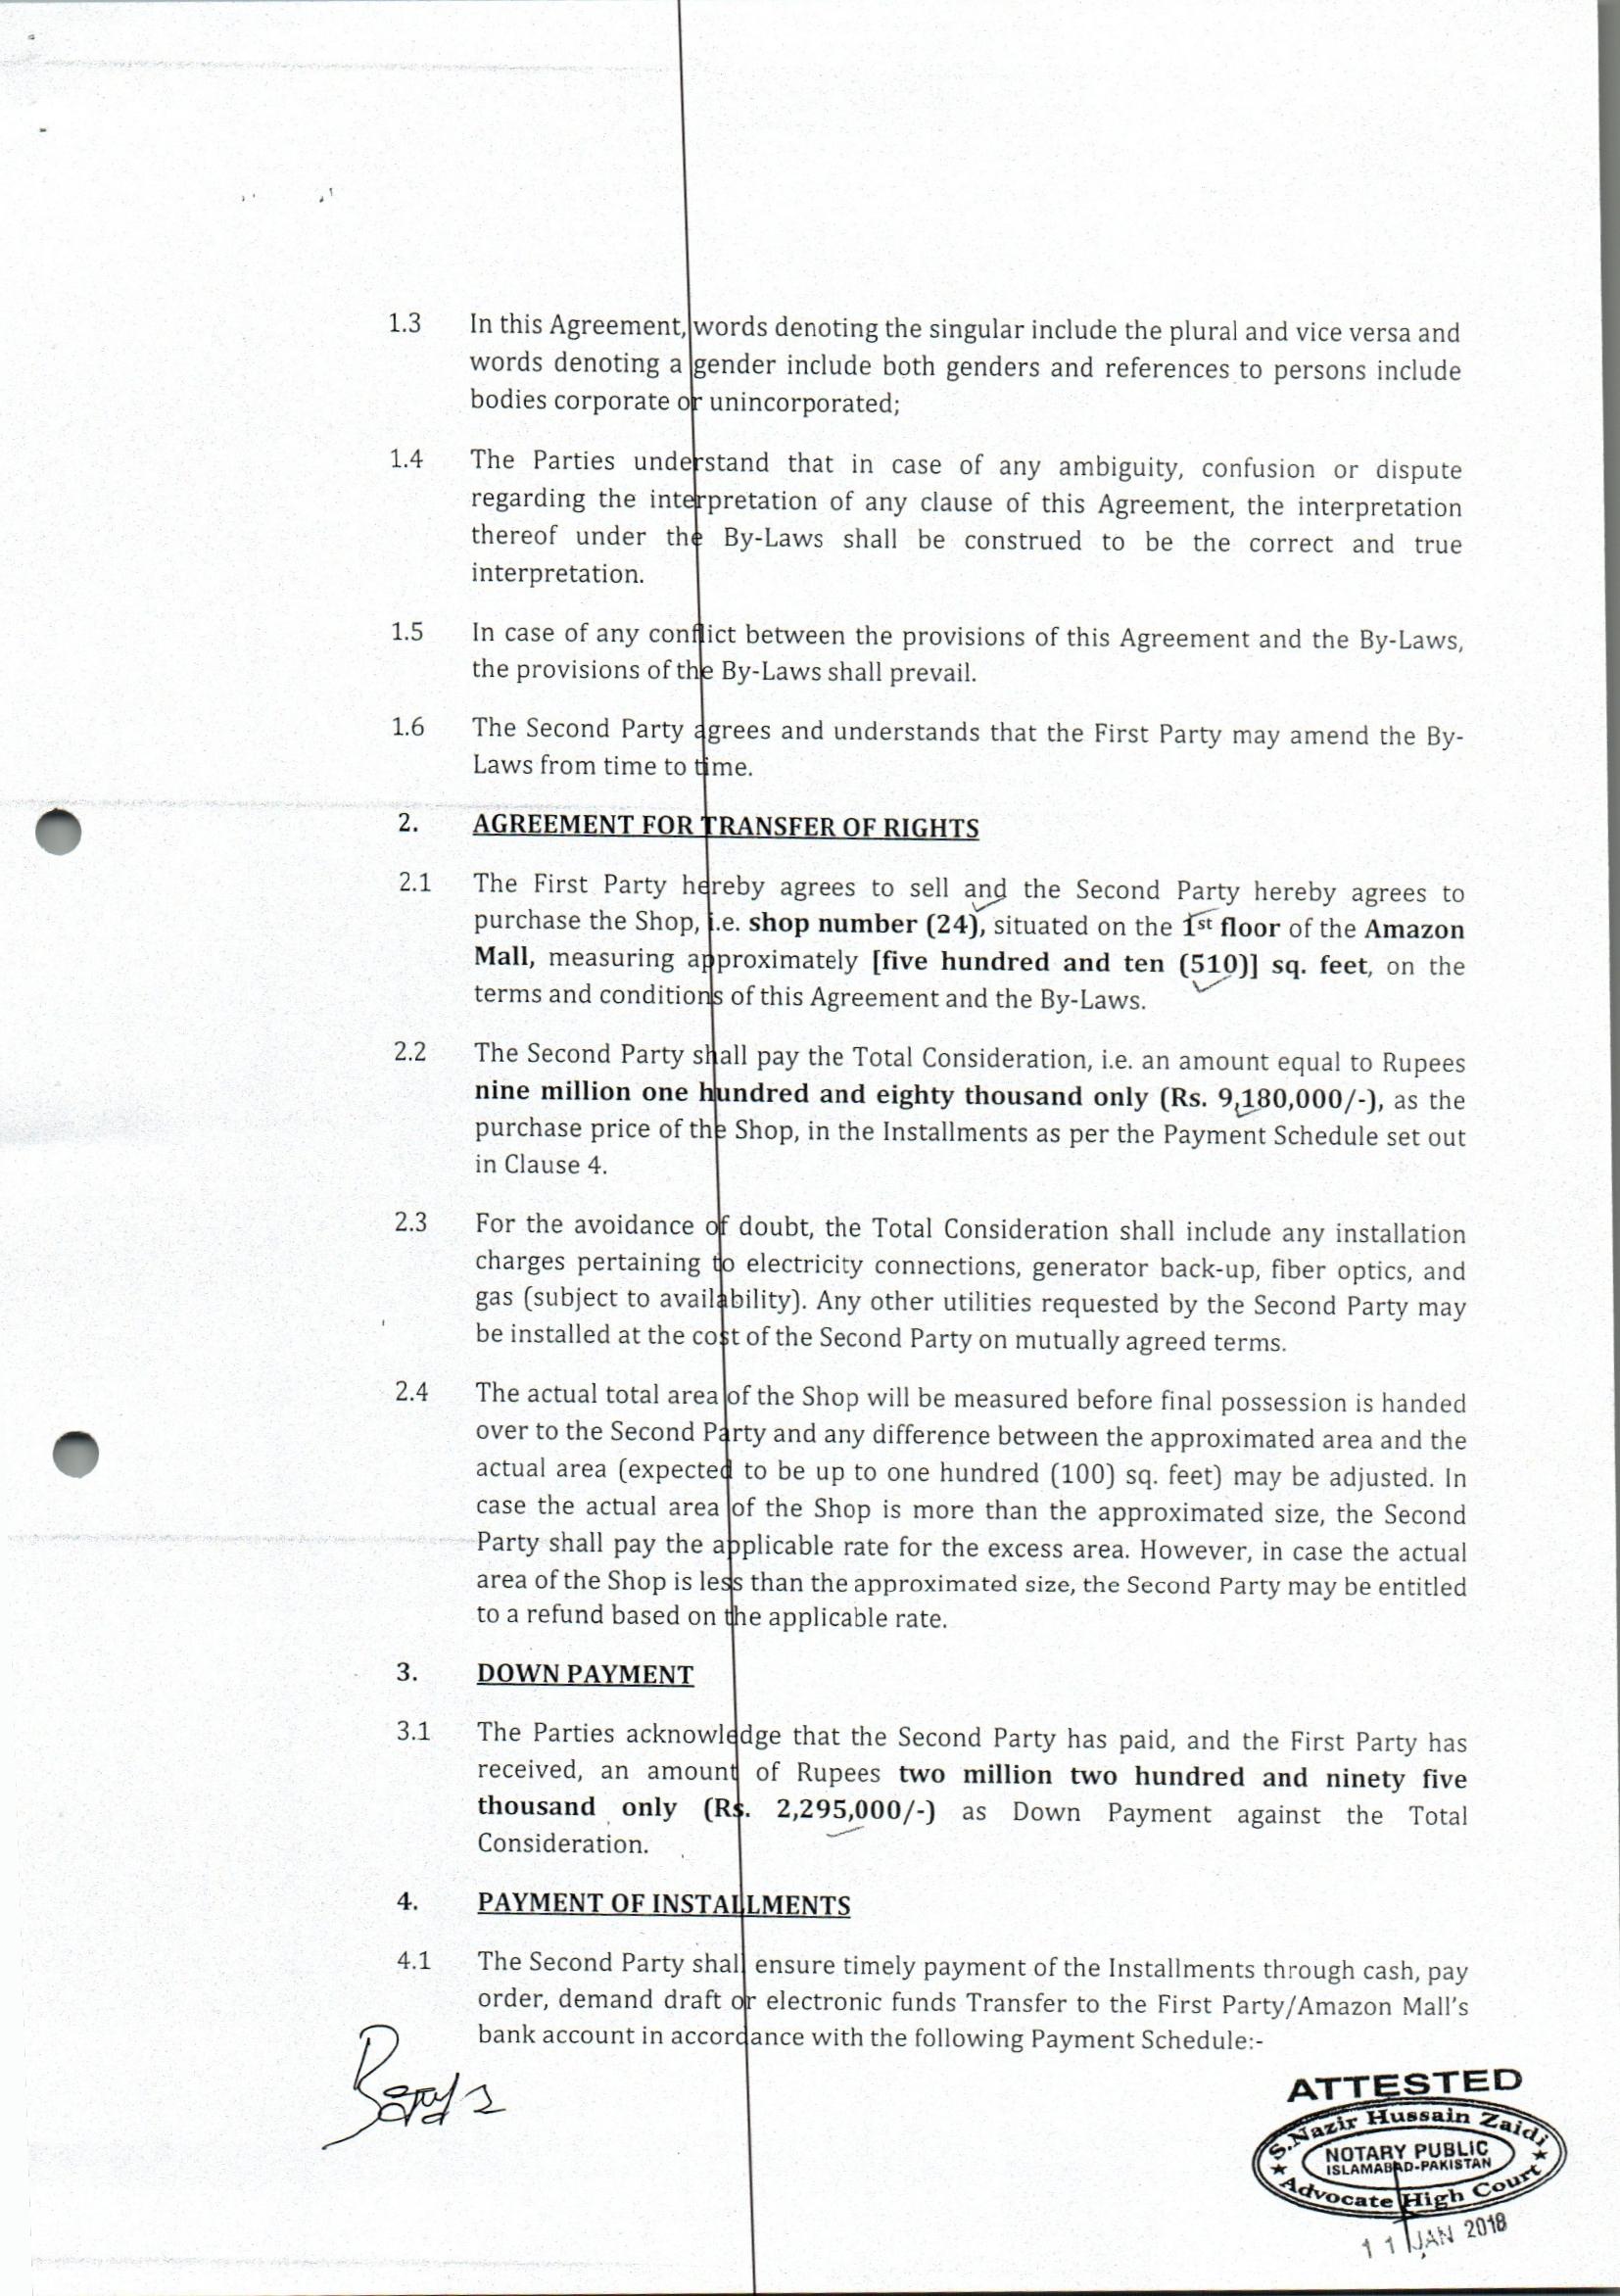 1.3 In this Agreement, words denoting the singular include the plural and vice versa and
words denoting a gender include both genders and references to persons include
bodies corporate or unincorporated;
1.4 The Parties understand that in case of any ambiguity, confusion or dispute
regarding the interpretation of any clause of this Agreement, the interpretation
thereof under the By-Laws shall be construed to be the correct and true
interpretation.
1.5 In case of any conflict between the provisions of this Agreement and the By-Laws,
the provisions of the By-Laws shall prevail.
1.6 The Second Party agrees and understands that the First Party may amend the By-
Laws from time to time.
2. AGREEMENT FOR TRANSFER OF RIGHTS
2.1 The First Party hereby agrees to sell and the Second Party hereby agrees to
purchase the Shop, i.e. shop number (24), situated on the 1st floor of the Amazon
Mall, measuring approximately [five hundred and ten (510)] sq. feet, on the
terms and conditions of this Agreement and the By-Laws.
2.2 The Second Party shall pay the Total Consideration, i.e. an amount equal to Rupees
nine million one hundred and eighty thousand only (Rs. 9,180,000/-), as the
purchase price of the Shop, in the Installments as per the Payment Schedule set out
in Clause 4.
2.3 For the avoidance of doubt, the Total Consideration shall include any installation
charges pertaining to electricity connections, generator back-up, fiber optics, and
gas (subject to availability). Any other utilities requested by the Second Party may
be installed at the cost of the Second Party on mutually agreed terms.
2.4 The actual total area of the Shop will be measured before final possession is handed
over to the Second Party and any difference between the approximated area and the
actual area (expected to be up to one hundred (100) sq. feet) may be adjusted. In
case the actual area of the Shop is more than the approximated size, the Second
Party shall pay the applicable rate for the excess area. However, in case the actual
area of the Shop is less than the approximated size, the Second Party may be entitled
to a refund based on the applicable rate.
3. DOWN PAYMENT
3.1 The Parties acknowledge that the Second Party has paid, and the First Party has
received, an amount of Rupees two million two hundred and ninety five
thousand only (Rs. 2,295,000/-) as Down Payment against the Total
Consideration.
4. PAYMENT OF INSTALLMENTS
4.1 The Second Party shall ensure timely payment of the Installments through cash, pay
order, demand draft or electronic funds Transfer to the First Party/Amazon Mall's
bank account in accordance with the following Payment Schedule:-
ATTESTED
S.Nazir Hussain Zaidi
NOTARY PUBLIC
ISLAMABAD-PAKISTAN
Advocate High Court
11 JAN 2018